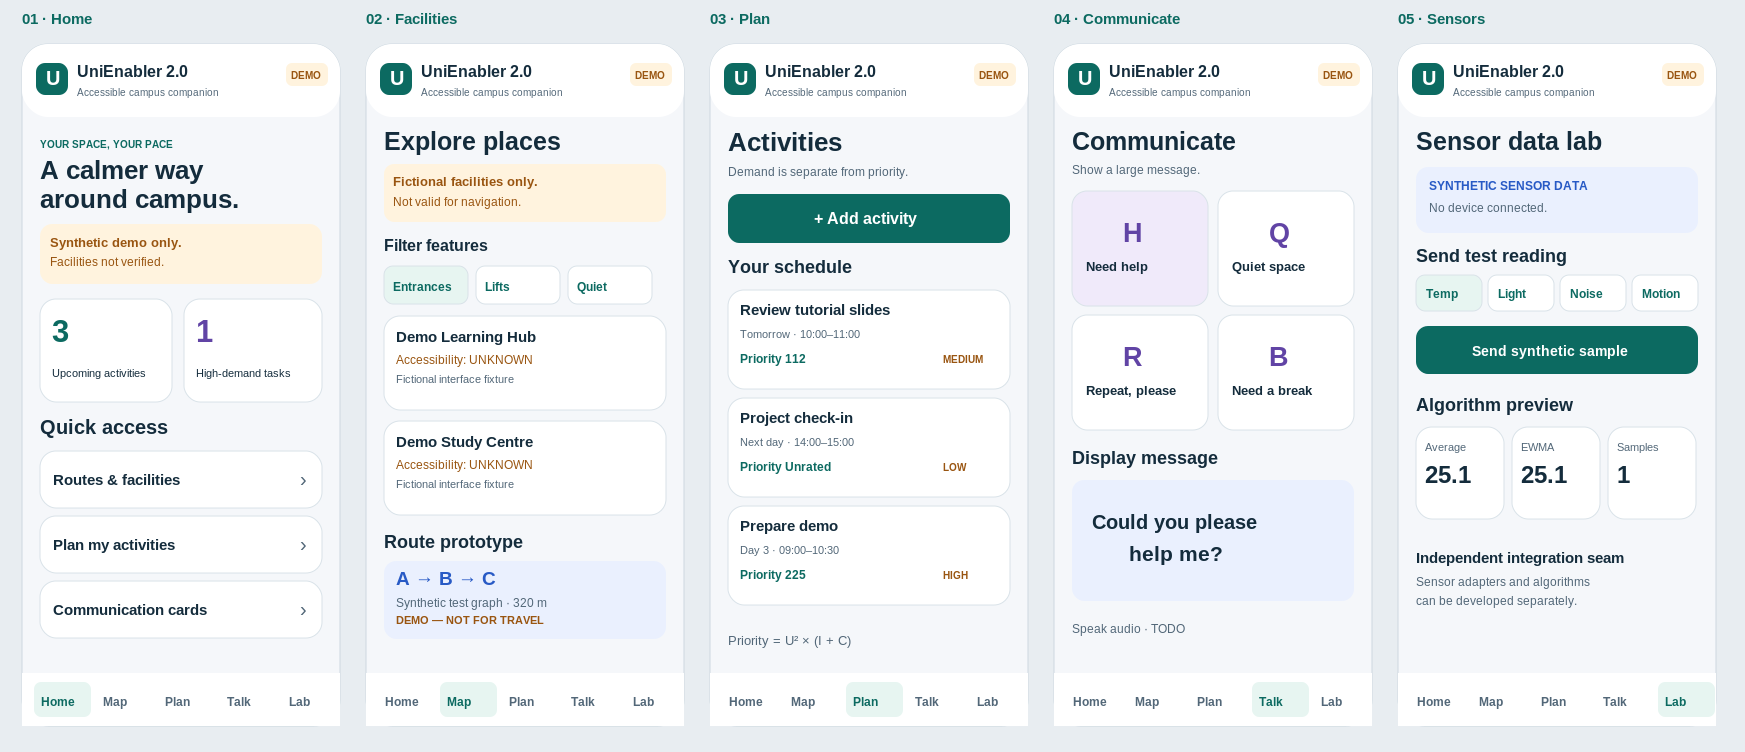 01 · Home
U
UniEnabler 2.0
Accessible campus companion
DEMO
YOUR SPACE, YOUR PACE
A calmer way
around campus.
Synthetic demo only.
Facilities not verified.
3
Upcoming activities
1
High-demand tasks
Quick access
Routes & facilities ›
Plan my activities ›
Communication cards ›
Home Map Plan Talk Lab
02 · Facilities
U
UniEnabler 2.0
Accessible campus companion
DEMO
Explore places
Fictional facilities only.
Not valid for navigation.
Filter features
Entrances Lifts Quiet
Demo Learning Hub
Accessibility: UNKNOWN
Fictional interface fixture
Demo Study Centre
Accessibility: UNKNOWN
Fictional interface fixture
Route prototype
A → B → C
Synthetic test graph · 320 m
DEMO — NOT FOR TRAVEL
Home Map Plan Talk Lab
03 · Plan
U
UniEnabler 2.0
Accessible campus companion
DEMO
Activities
Demand is separate from priority.
+ Add activity
Your schedule
Review tutorial slides
Tomorrow · 10:00–11:00
Priority 112 MEDIUM
Project check-in
Next day · 14:00–15:00
Priority Unrated LOW
Prepare demo
Day 3 · 09:00–10:30
Priority 225 HIGH
Priority = U² × (I + C)
Home Map Plan Talk Lab
04 · Communicate
U
UniEnabler 2.0
Accessible campus companion
DEMO
Communicate
Show a large message.
H
Need help
Q
Quiet space
R
Repeat, please
B
Need a break
Display message
Could you please
help me?
Speak audio · TODO
Home Map Plan Talk Lab
05 · Sensors
U
UniEnabler 2.0
Accessible campus companion
DEMO
Sensor data lab
SYNTHETIC SENSOR DATA
No device connected.
Send test reading
Temp Light Noise Motion
Send synthetic sample
Algorithm preview
Average EWMA Samples
25.1 25.1 1
Independent integration seam
Sensor adapters and algorithms
can be developed separately.
Home Map Plan Talk Lab